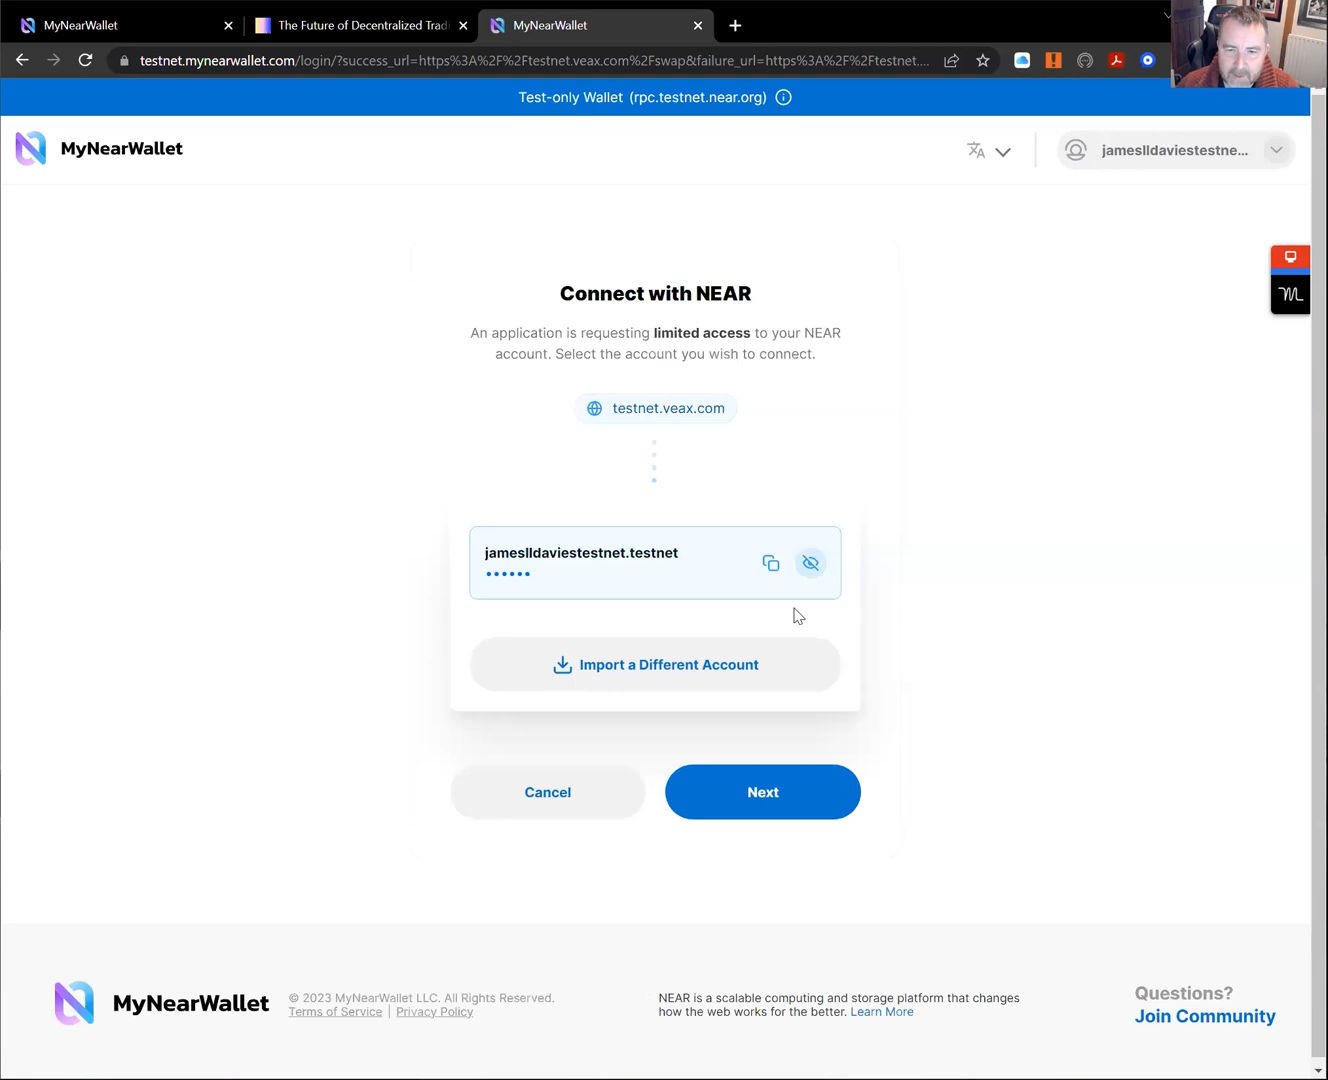 MyNearWallet
The Future of Decentralized Tradi
MyNearWallet
testnet.mynearwallet.com/login/?success_url=https%3A%2F%2Ftestnet.veax.com%2Fswap&failure_url=https%3A%2F%2Ftestnet....
Test-only Wallet (rpc.testnet.near.org)
MyNearWallet
jameslldaviestestne...
Connect with NEAR
An application is requesting limited access to your NEAR
account. Select the account you wish to connect.
testnet.veax.com
jameslldaviestestnet.testnet
••••••
Import a Different Account
Cancel
Next
MyNearWallet
© 2023 MyNearWallet LLC. All Rights Reserved.
Terms of Service | Privacy Policy
NEAR is a scalable computing and storage platform that changes
how the web works for the better. Learn More
Questions?
Join Community